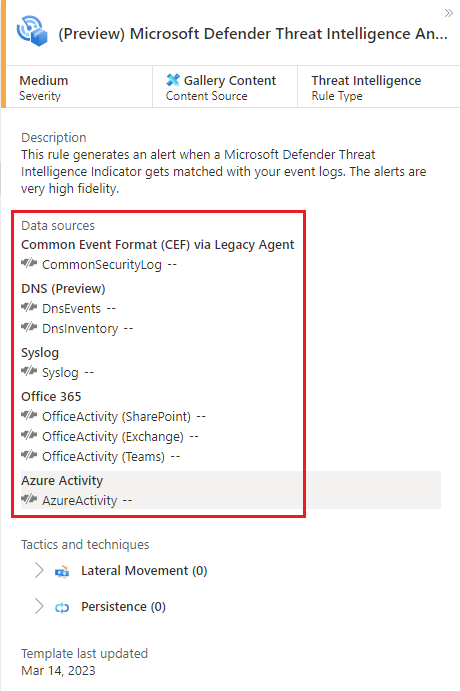 »
(Preview) Microsoft Defender Threat Intelligence An...
Medium
Severity
Gallery Content
Content Source
Threat Intelligence
Rule Type
Description
This rule generates an alert when a Microsoft Defender Threat
Intelligence Indicator gets matched with your event logs. The alerts are
very high fidelity.
Data sources
Common Event Format (CEF) via Legacy Agent
CommonSecurityLog --
DNS (Preview)
DnsEvents --
DnsInventory --
Syslog
Syslog --
Office 365
OfficeActivity (SharePoint) --
OfficeActivity (Exchange) --
OfficeActivity (Teams) --
Azure Activity
AzureActivity --
Tactics and techniques
Lateral Movement (0)
Persistence (0)
Template last updated
Mar 14, 2023